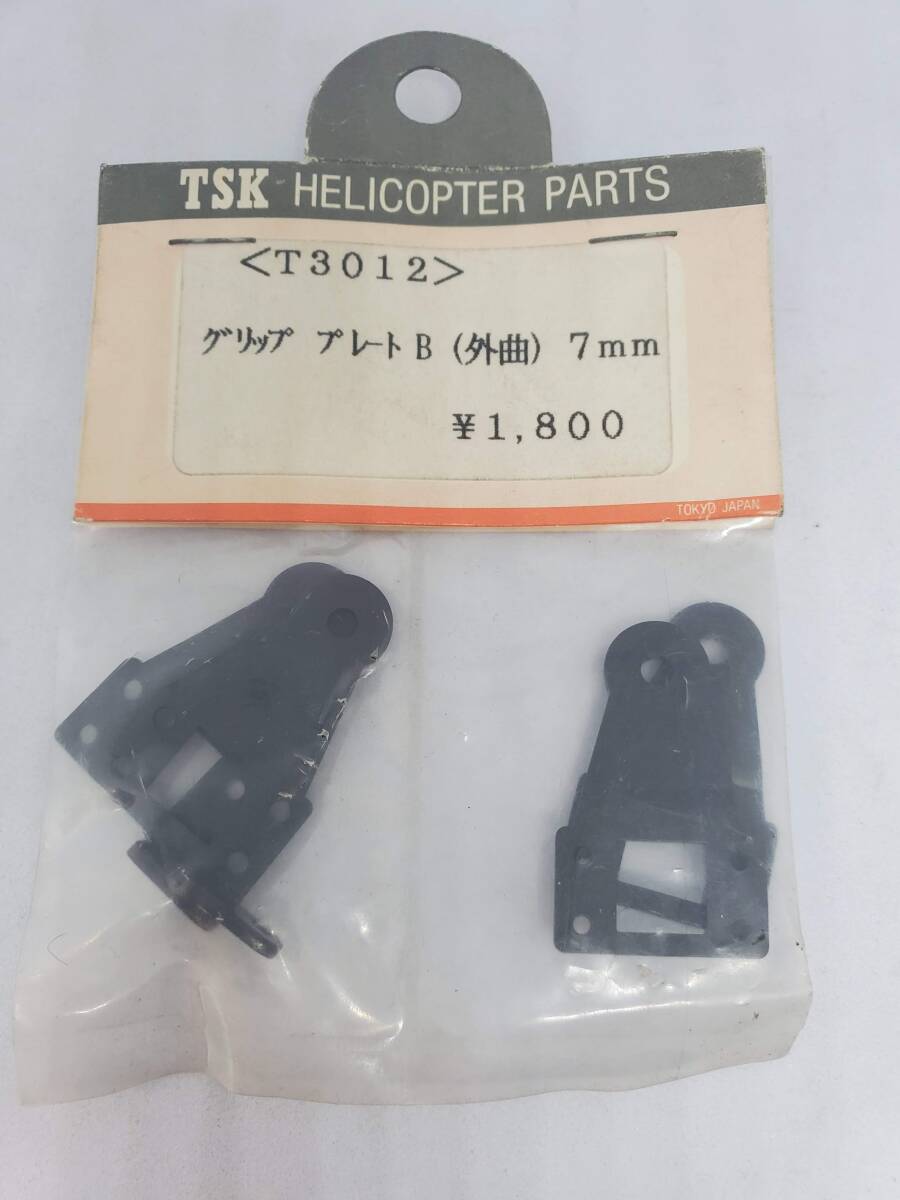 TSK HELICOPTER PARTS
<T3012>
グリップ プレートB (外曲) 7mm
¥1,800
TOKYO JAPAN